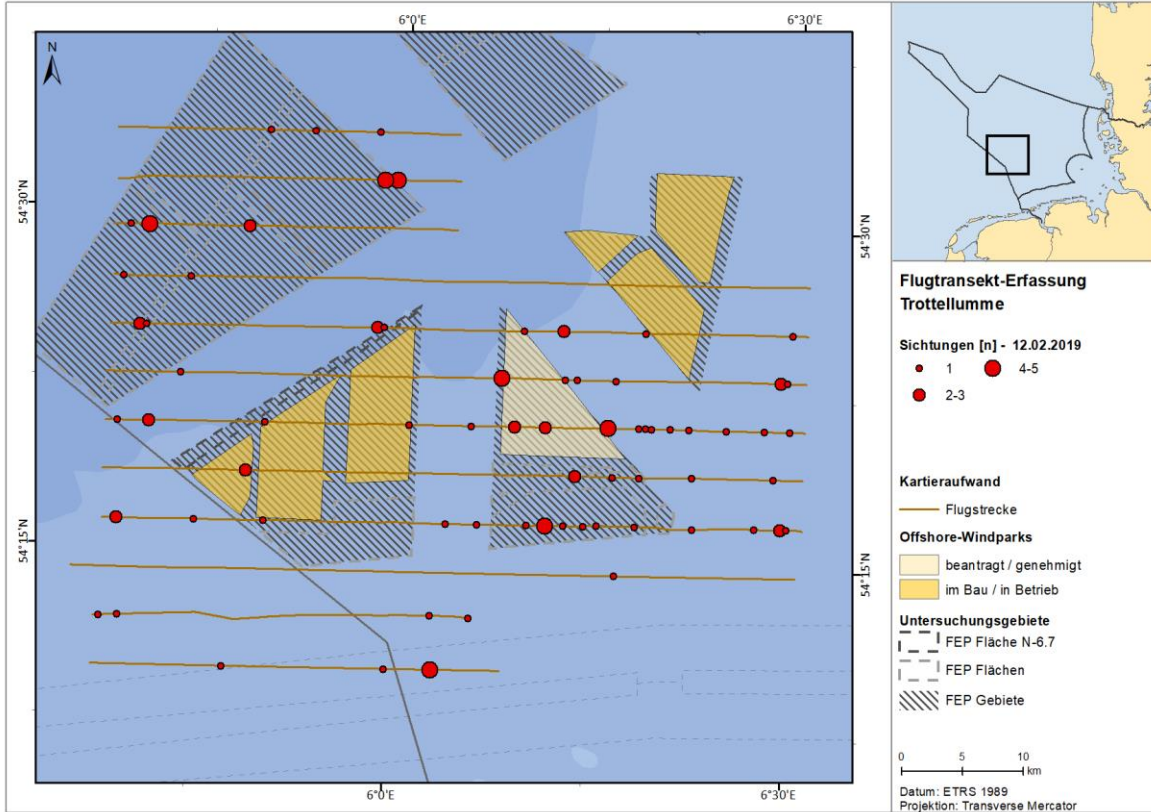 6°0'E
6°30'E
N
54°30'N
54°30'N
54°15'N
54°15'N
6°0'E
6°30'E
Flugtransekt-Erfassung
Trottellumme
Sichtungen [n] - 12.02.2019
1
4-5
2-3
Kartieraufwand
Flugstrecke
Offshore-Windparks
beantragt / genehmigt
im Bau / in Betrieb
Untersuchungsgebiete
FEP Fläche N-6.7
FEP Flächen
FEP Gebiete
0 5 10
km
Datum: ETRS 1989
Projektion: Transverse Mercator